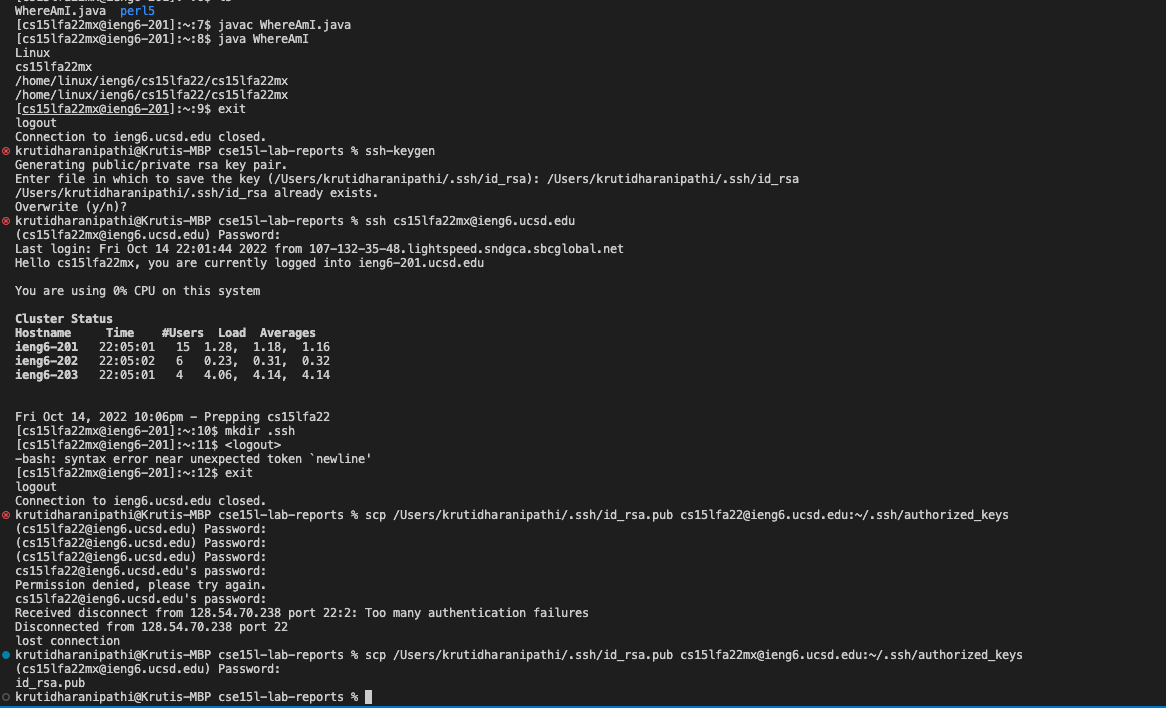 WhereAmI.java  perl5
[cs15lfa22mx@ieng6-201]:~:7$ javac WhereAmI.java
[cs15lfa22mx@ieng6-201]:~:8$ java WhereAmI
Linux
cs15lfa22mx
/home/linux/ieng6/cs15lfa22/cs15lfa22mx
/home/linux/ieng6/cs15lfa22/cs15lfa22mx
[cs15lfa22mx@ieng6-201]:~:9$ exit
logout
Connection to ieng6.ucsd.edu closed.
krutidharanipathi@Krutis-MBP cse15l-lab-reports % ssh-keygen
Generating public/private rsa key pair.
Enter file in which to save the key (/Users/krutidharanipathi/.ssh/id_rsa): /Users/krutidharanipathi/.ssh/id_rsa
/Users/krutidharanipathi/.ssh/id_rsa already exists.
Overwrite (y/n)?
krutidharanipathi@Krutis-MBP cse15l-lab-reports % ssh cs15lfa22mx@ieng6.ucsd.edu
(cs15lfa22mx@ieng6.ucsd.edu) Password:
Last login: Fri Oct 14 22:01:44 2022 from 107-132-35-48.lightspeed.sndgca.sbcglobal.net
Hello cs15lfa22mx, you are currently logged into ieng6-201.ucsd.edu
You are using 0% CPU on this system
Cluster Status
Hostname     Time    #Users  Load  Averages
ieng6-201   22:05:01   15  1.28,  1.18,  1.16
ieng6-202   22:05:02   6   0.23,  0.31,  0.32
ieng6-203   22:05:01   4   4.06,  4.14,  4.14
Fri Oct 14, 2022 10:06pm - Prepping cs15lfa22
[cs15lfa22mx@ieng6-201]:~:10$ mkdir .ssh
[cs15lfa22mx@ieng6-201]:~:11$ <logout>
-bash: syntax error near unexpected token `newline'
[cs15lfa22mx@ieng6-201]:~:12$ exit
logout
Connection to ieng6.ucsd.edu closed.
krutidharanipathi@Krutis-MBP cse15l-lab-reports % scp /Users/krutidharanipathi/.ssh/id_rsa.pub cs15lfa22@ieng6.ucsd.edu:~/.ssh/authorized_keys
(cs15lfa22@ieng6.ucsd.edu) Password:
(cs15lfa22@ieng6.ucsd.edu) Password:
(cs15lfa22@ieng6.ucsd.edu) Password:
cs15lfa22@ieng6.ucsd.edu's password:
Permission denied, please try again.
cs15lfa22@ieng6.ucsd.edu's password:
Received disconnect from 128.54.70.238 port 22:2: Too many authentication failures
Disconnected from 128.54.70.238 port 22
lost connection
krutidharanipathi@Krutis-MBP cse15l-lab-reports % scp /Users/krutidharanipathi/.ssh/id_rsa.pub cs15lfa22mx@ieng6.ucsd.edu:~/.ssh/authorized_keys
(cs15lfa22mx@ieng6.ucsd.edu) Password:
id_rsa.pub
krutidharanipathi@Krutis-MBP cse15l-lab-reports %